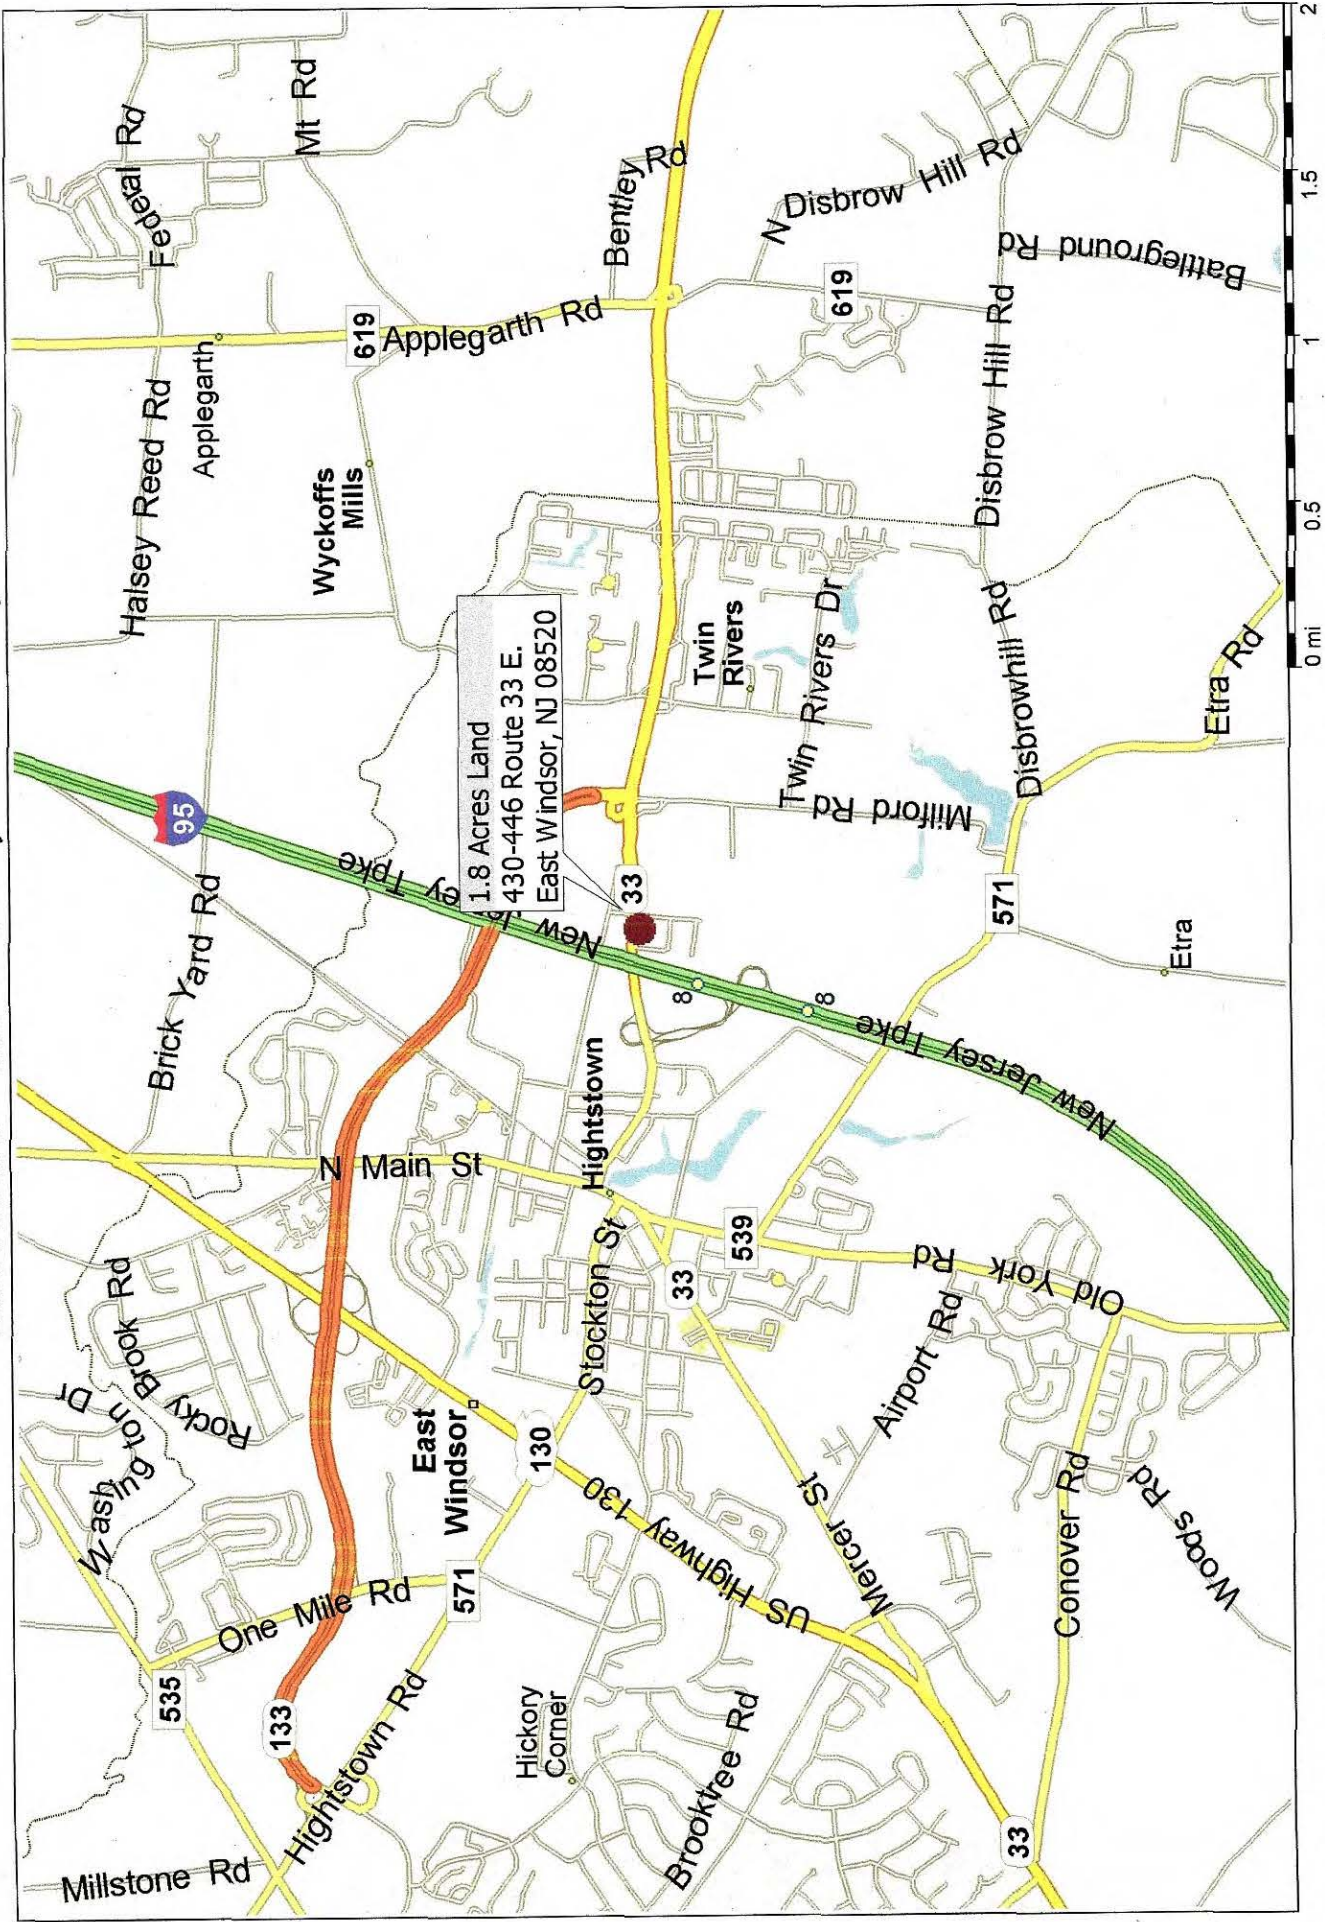 Millstone Rd
535
133
Hightstown Rd
One Mile Rd
571
Washington Dr
Rocky Brook Rd
East
Windsor
130
US Highway 130
Hickory
Corner
Brooktree Rd
33
Mercer St
Conover Rd
Woods Rd
Airport Rd
Old York Rd
Stockton St
33
539
N Main St
Hightstown
Brick Yard Rd
95
New Jersey Tpke
8
8
New Jersey Tpke
1.8 Acres Land
430-446 Route 33 E.
East Windsor, NJ 08520
33
571
Etra
Milford Rd
Twin Rivers Dr
Twin
Rivers
Disbrowhill Rd
Etra Rd
Wyckoffs
Mills
Halsey Reed Rd
Applegarth
619
Applegarth Rd
Federal Rd
Mt Rd
Bentley Rd
N Disbrow Hill Rd
619
Disbrow Hill Rd
Battleground Rd
0 mi
0.5
1
1.5
2